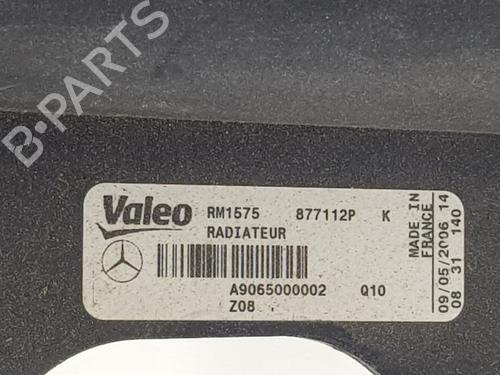 B-PARTS
Valeo RM1575 877112P K
RADIATEUR
A9065000002 Q10
Z08
MADE IN
FRANCE
09/05/2006 14
08 31 140